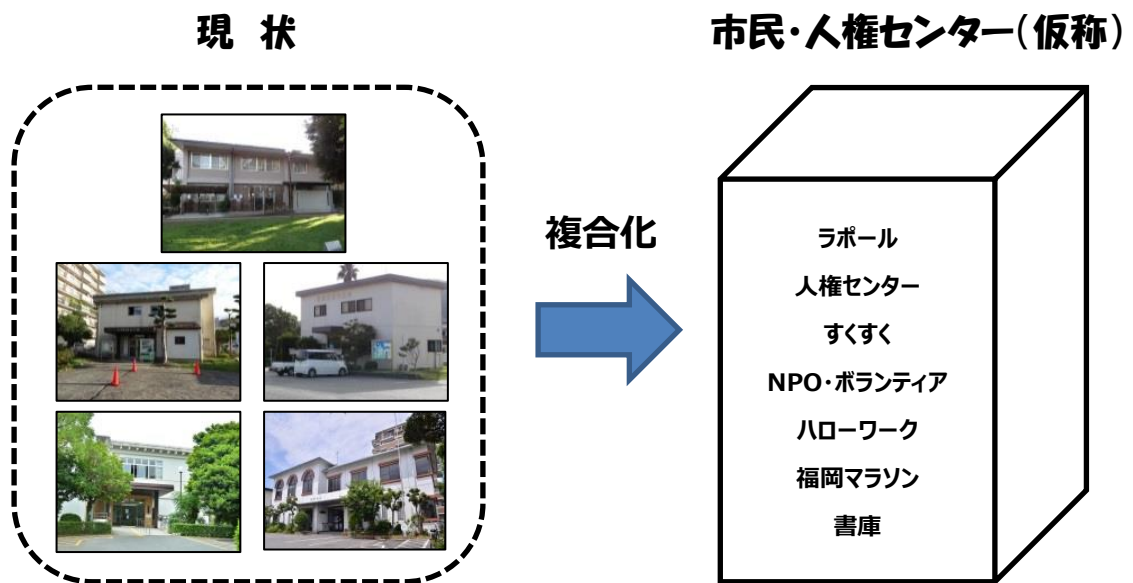 現 状
市民・人権センター(仮称)
複合化
ラポール
人権センター
すくすく
NPO・ボランティア
ハローワーク
福岡マラソン
書庫